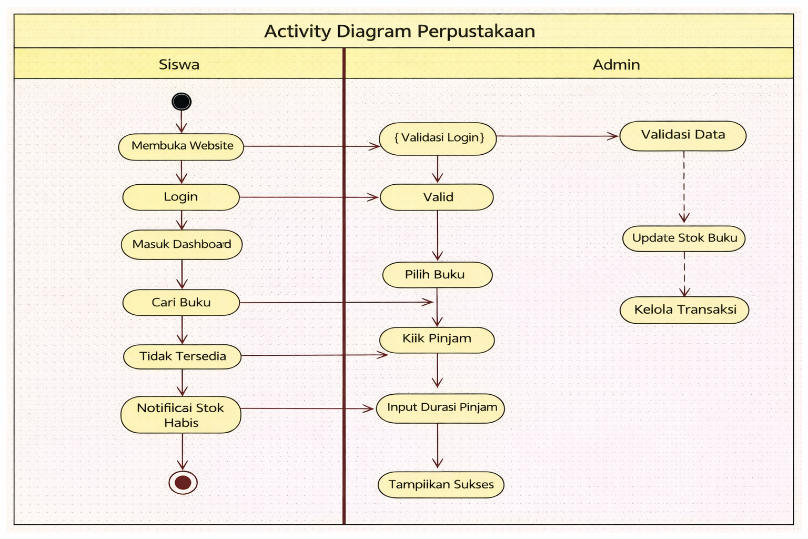 Activity Diagram Perpustakaan
Siswa
Admin
Membuka Website
{ Validasi Login}
Validasi Data
Login
Valid
Masuk Dashboard
Update Stok Buku
Pilih Buku
Cari Buku
Kelola Transaksi
Kiik Pinjam
Tidak Tersedia
Notifiicai Stok
Habis
Input Durasi Pinjam
Tampiikan Sukses